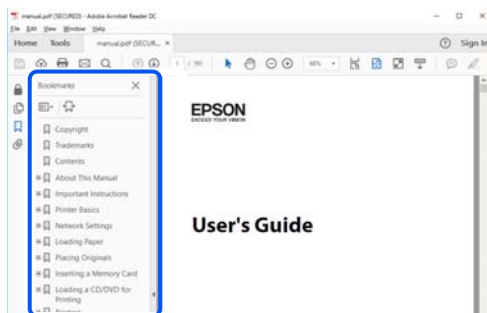 manual.pdf (SECURED) - Adobe Acrobat Reader DC
File Edit View Window Help
Home Tools manual.pdf (SECUR... × Sign In
1 / 191
Bookmarks ×
Copyright
Trademarks
Contents
About This Manual
Important Instructions
Printer Basics
Network Settings
Loading Paper
Placing Originals
Inserting a Memory Card
Loading a CD/DVD for
Printing
Printing
EPSON
EXCEED YOUR VISION
User's Guide